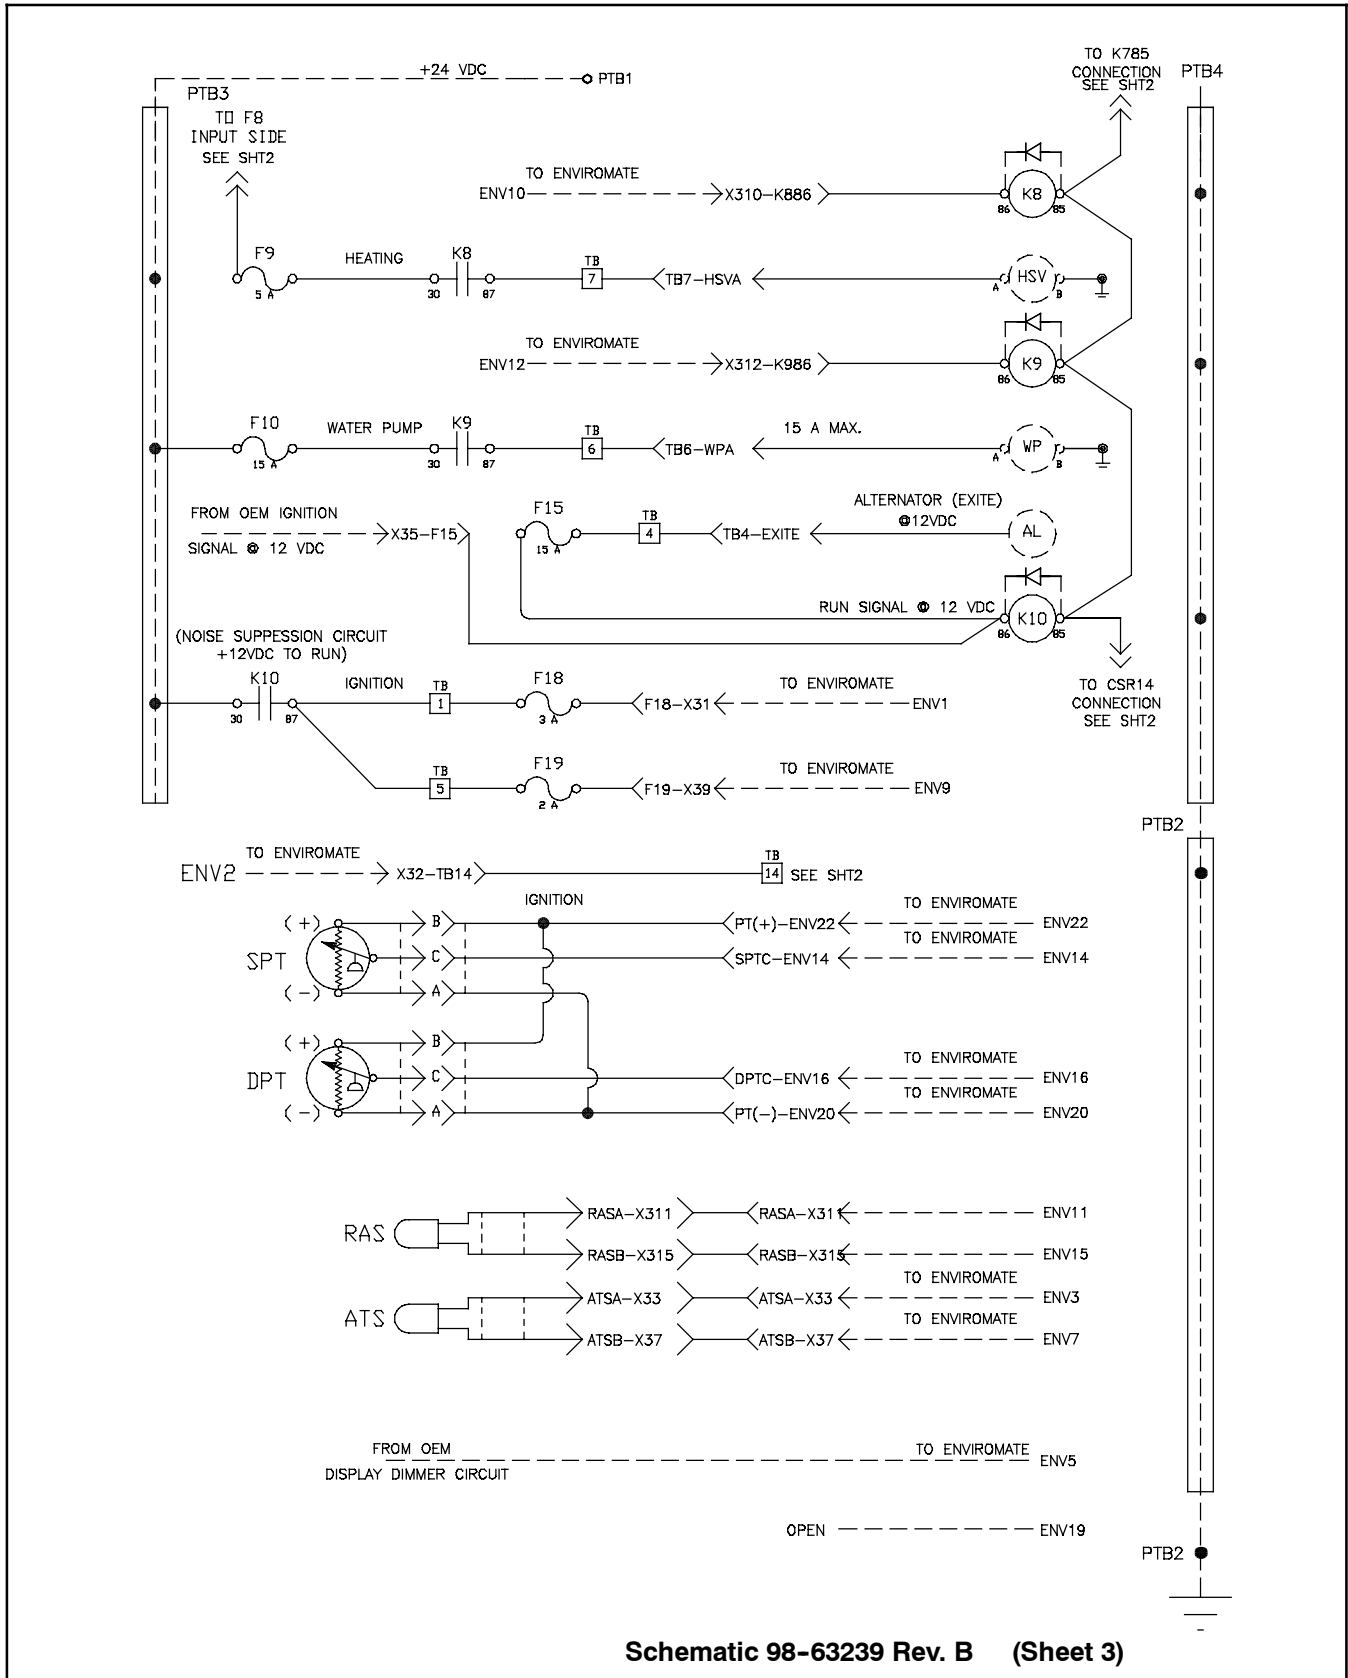 +24 VDC
PTB1
PTB3
TO K785
CONNECTION
SEE SHT2
PTB4
TO F8
INPUT SIDE
SEE SHT2
TO ENVIROMATE
ENV10
X310-K886
K8
86
85
F9
5 A
HEATING
K8
30
87
TB
7
TB7-HSVA
HSV
A
B
TO ENVIROMATE
ENV12
X312-K986
K9
86
85
F10
15 A
WATER PUMP
K9
30
87
TB
6
TB6-WPA
15 A MAX.
WP
A
B
FROM OEM IGNITION
SIGNAL @ 12 VDC
X35-F15
F15
15 A
TB
4
TB4-EXITE
ALTERNATOR (EXITE)
@12VDC
AL
RUN SIGNAL @ 12 VDC
K10
86
85
(NOISE SUPPESSION CIRCUIT
+12VDC TO RUN)
K10
30
87
IGNITION
TB
1
F18
3 A
F18-X31
TO ENVIROMATE
ENV1
TO CSR14
CONNECTION
SEE SHT2
TB
5
F19
2 A
F19-X39
TO ENVIROMATE
ENV9
PTB2
ENV2
TO ENVIROMATE
X32-TB14
TB
14
SEE SHT2
IGNITION
SPT
(+)
B
PT(+)-ENV22
TO ENVIROMATE
ENV22
C
SPTC-ENV14
TO ENVIROMATE
ENV14
(-)
A
DPT
(+)
B
C
DPTC-ENV16
TO ENVIROMATE
ENV16
(-)
A
PT(-)-ENV20
TO ENVIROMATE
ENV20
RAS
RASA-X311
RASA-X311
ENV11
RASB-X315
RASB-X315
ENV15
ATS
ATSA-X33
ATSA-X33
TO ENVIROMATE
ENV3
ATSB-X37
ATSB-X37
TO ENVIROMATE
ENV7
FROM OEM
DISPLAY DIMMER CIRCUIT
TO ENVIROMATE
ENV5
OPEN
ENV19
PTB2
Schematic 98-63239 Rev. B (Sheet 3)